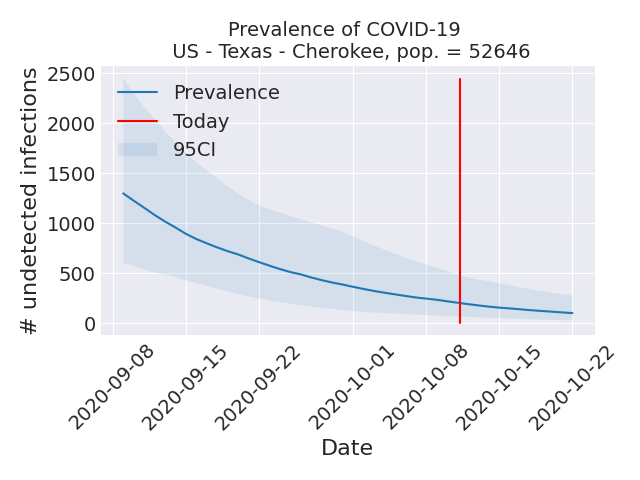 Prevalence of COVID-19
US - Texas - Cherokee, pop. = 52646
# undetected infections
2500
2000
1500
1000
500
0
Prevalence
Today
95CI
2020-09-08
2020-09-15
2020-09-22
2020-10-01
2020-10-08
2020-10-15
2020-10-22
Date